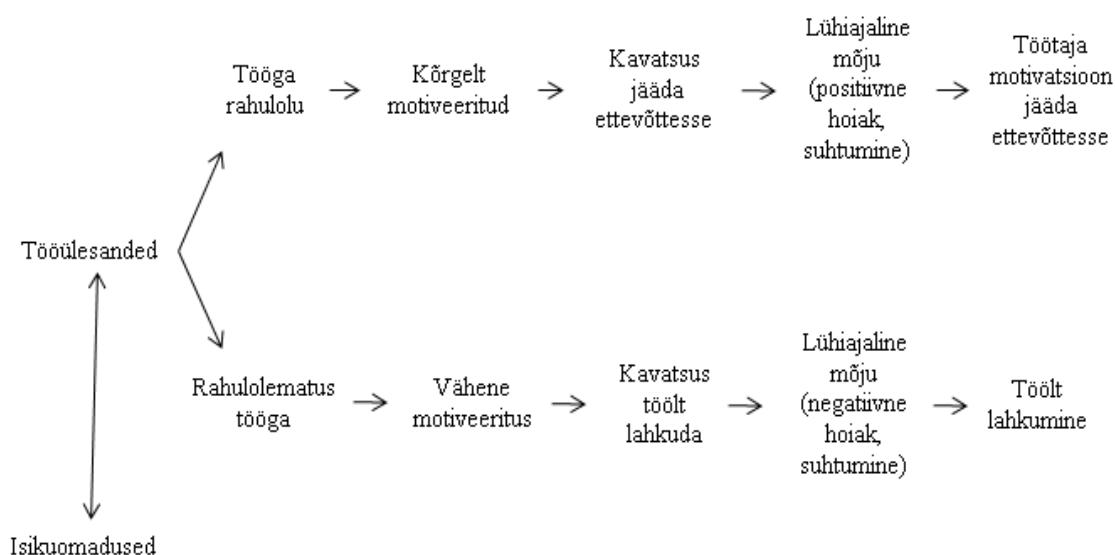 Tööga
rahulolu
Kõrgelt
motiveeritud
Kavatsus
jääda
ettevõttesse
Lühiajaline
mõju
(positiivne
hoiak,
suhtumine)
Töötaja
motivatsioon
jääda
ettevõttesse
Tööülesanded
Rahulolematus
tööga
Vähene
motiveeritus
Kavatsus
töölt
lahkuda
Lühiajaline
mõju
(negatiivne
hoiak,
suhtumine)
Töölt
lahkumine
Isikuomadused